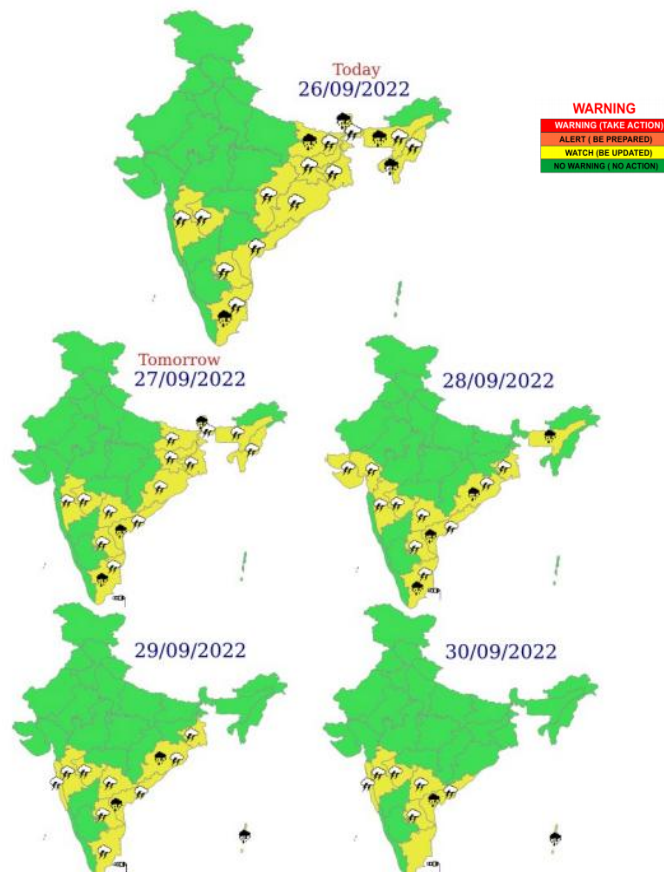 Today
26/09/2022
WARNING
WARNING (TAKE ACTION)
ALERT ( BE PREPARED)
WATCH (BE UPDATED)
NO WARNING ( NO ACTION)
Tomorrow
27/09/2022
28/09/2022
29/09/2022
30/09/2022